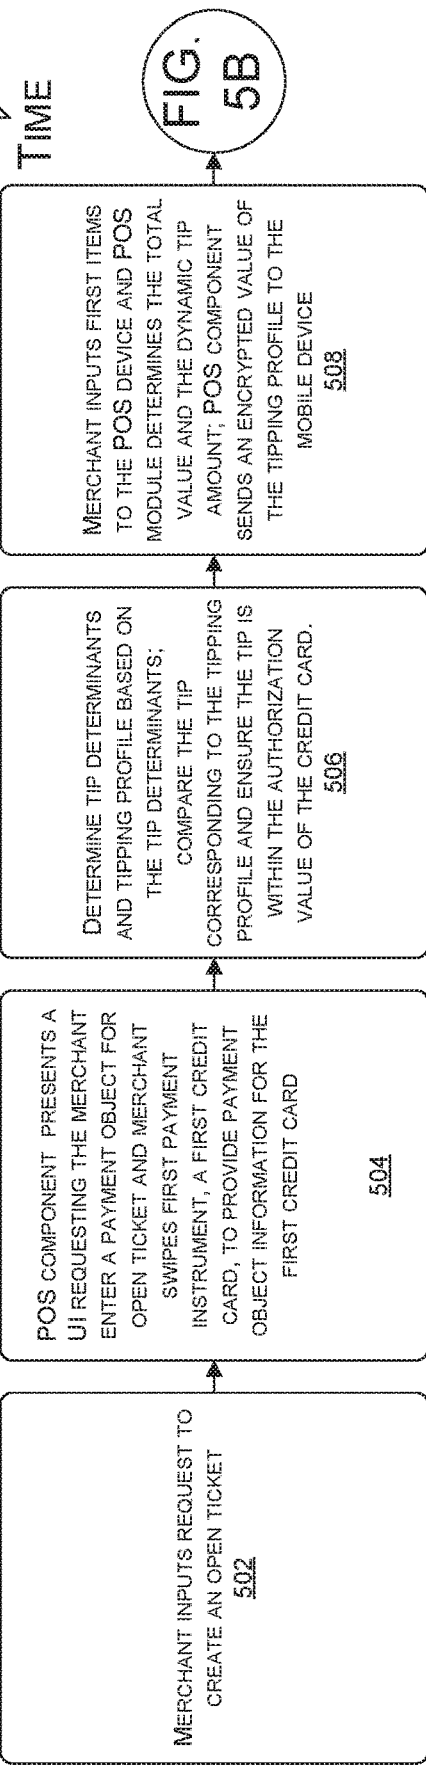 MERCHANT INPUTS REQUEST TO
CREATE AN OPEN TICKET
502
POS COMPONENT PRESENTS A
UI REQUESTING THE MERCHANT
ENTER A PAYMENT OBJECT FOR
OPEN TICKET AND MERCHANT
SWIPES FIRST PAYMENT
INSTRUMENT, A FIRST CREDIT
CARD, TO PROVIDE PAYMENT
OBJECT INFORMATION FOR THE
FIRST CREDIT CARD
504
DETERMINE TIP DETERMINANTS
AND TIPPING PROFILE BASED ON
THE TIP DETERMINANTS;
COMPARE THE TIP
CORRESPONDING TO THE TIPPING
PROFILE AND ENSURE THE TIP IS
WITHIN THE AUTHORIZATION
VALUE OF THE CREDIT CARD.
506
MERCHANT INPUTS FIRST ITEMS
TO THE POS DEVICE AND POS
MODULE DETERMINES THE TOTAL
VALUE AND THE DYNAMIC TIP
AMOUNT; POS COMPONENT
SENDS AN ENCRYPTED VALUE OF
THE TIPPING PROFILE TO THE
MOBILE DEVICE
508
TIME
FIG.
5B